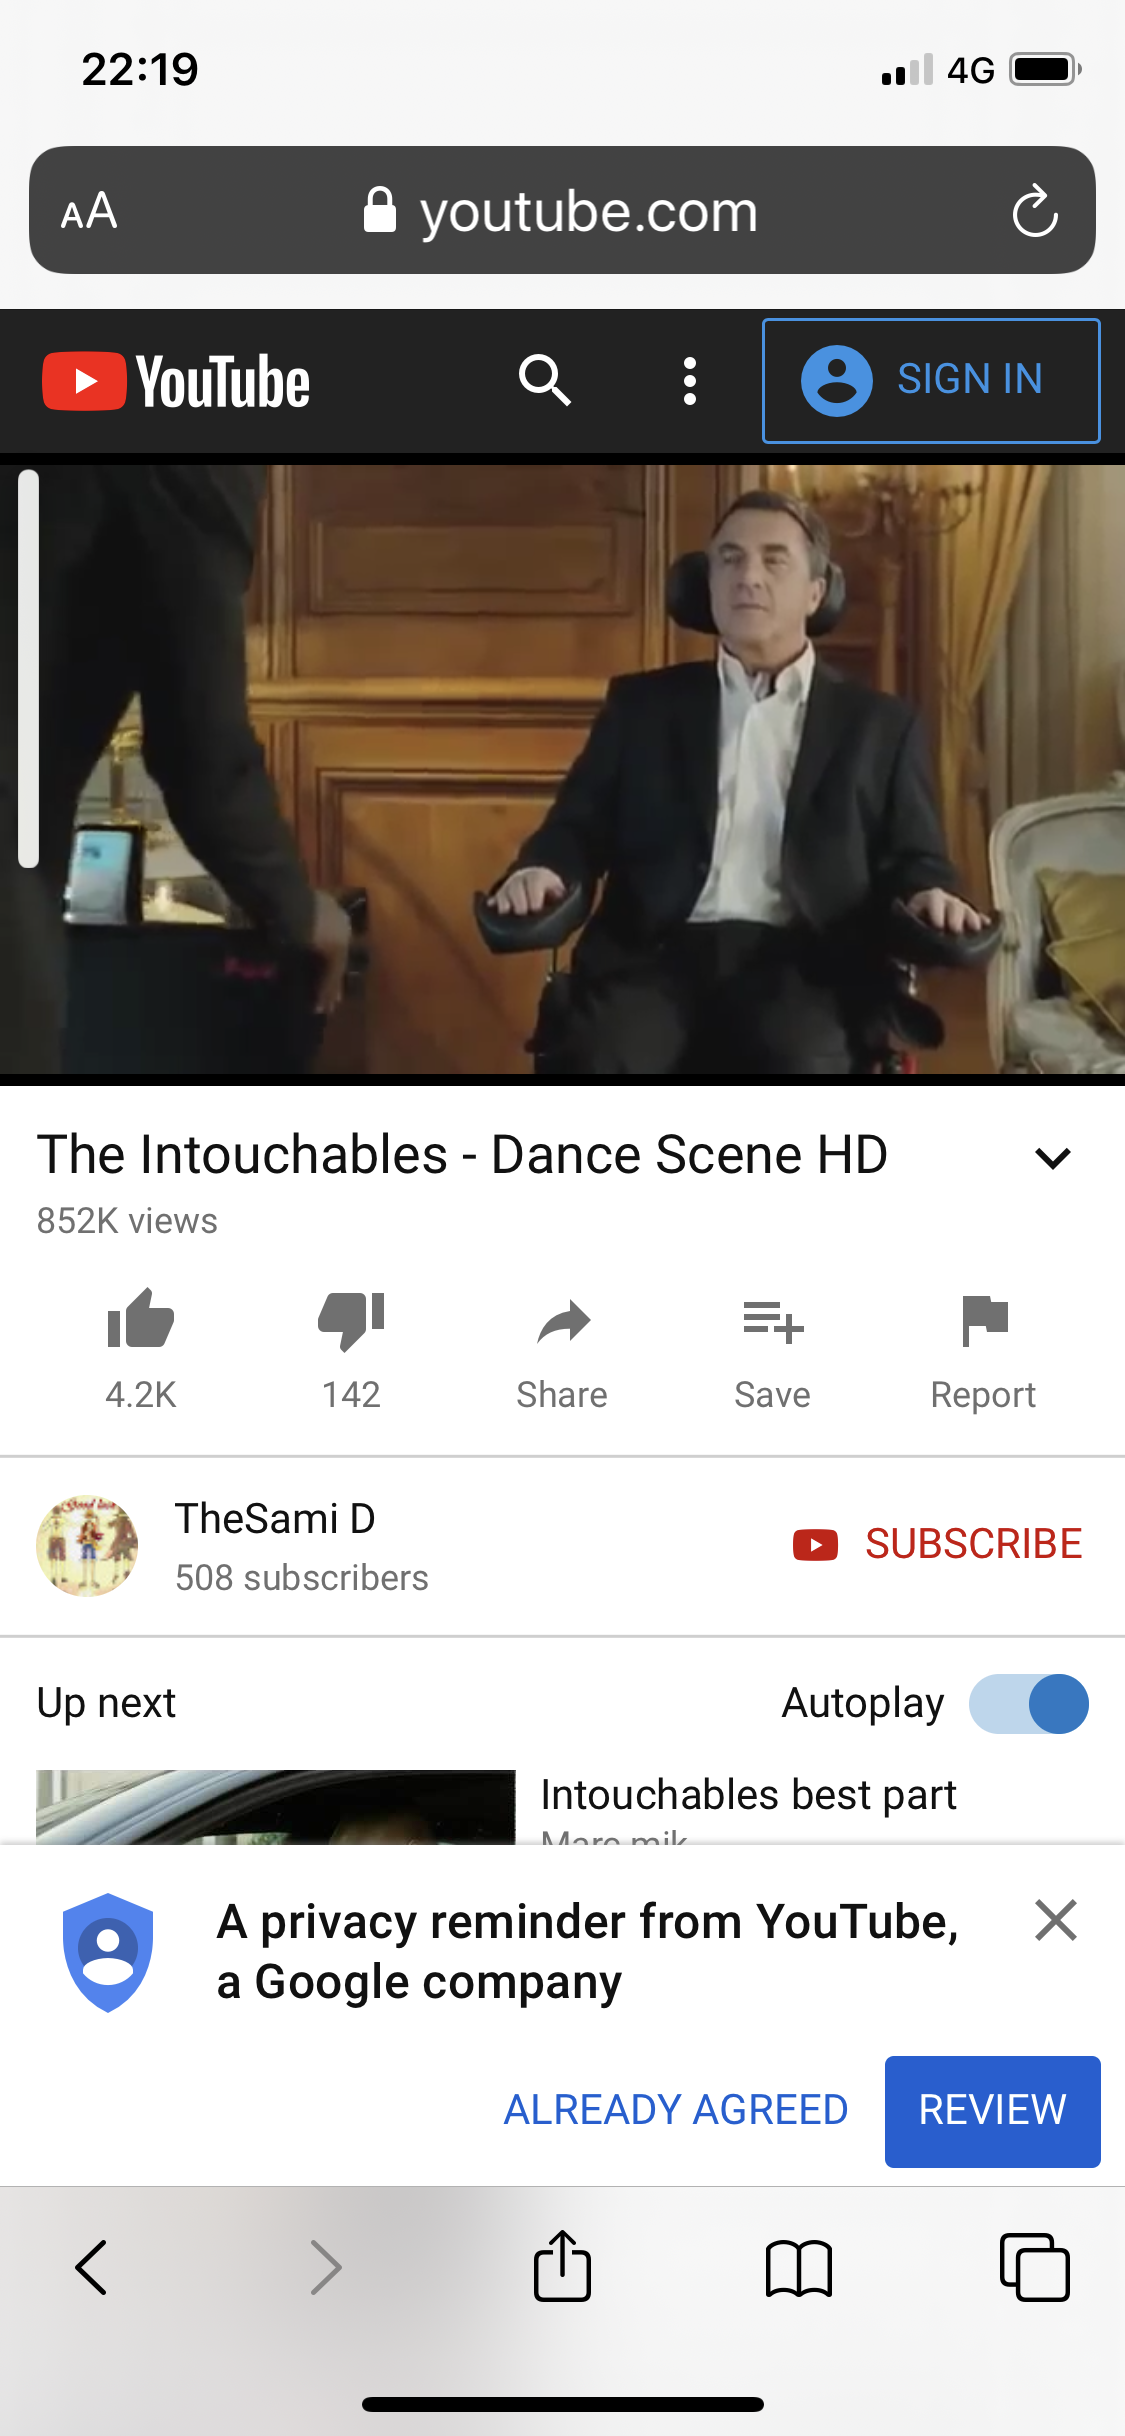 22:19
4G
AA
youtube.com
YouTube
SIGN IN
The Intouchables - Dance Scene HD
852K views
4.2K
142
Share
Save
Report
TheSami D
508 subscribers
SUBSCRIBE
Up next
Autoplay
Intouchables best part
Marc mik
A privacy reminder from YouTube,
a Google company
ALREADY AGREED
REVIEW